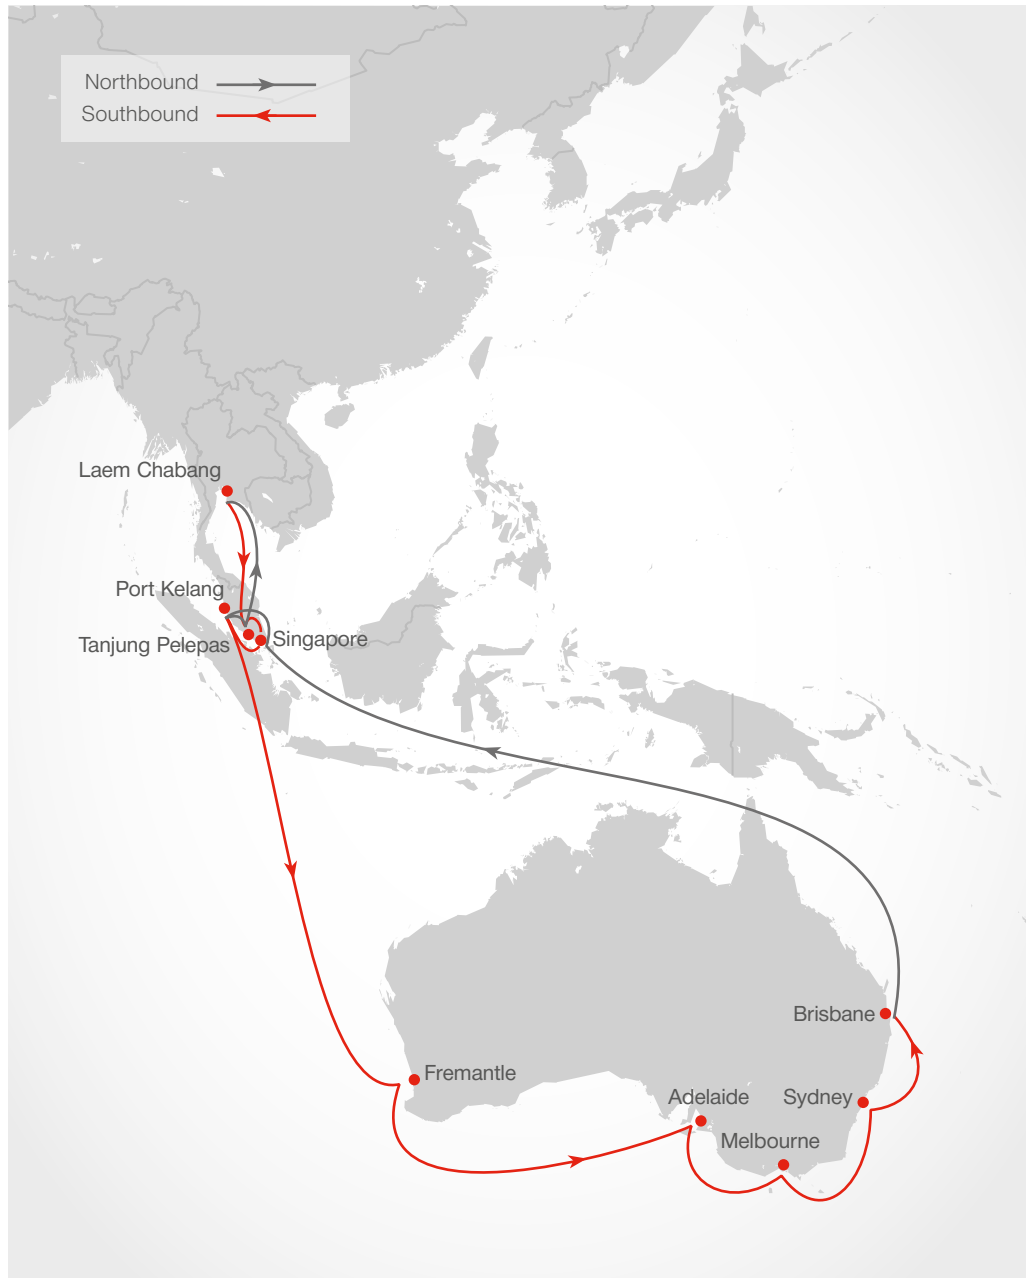 Northbound
Southbound
Laem Chabang
Port Kelang
Tanjung Pelepas
Singapore
Brisbane
Fremantle
Adelaide
Sydney
Melbourne